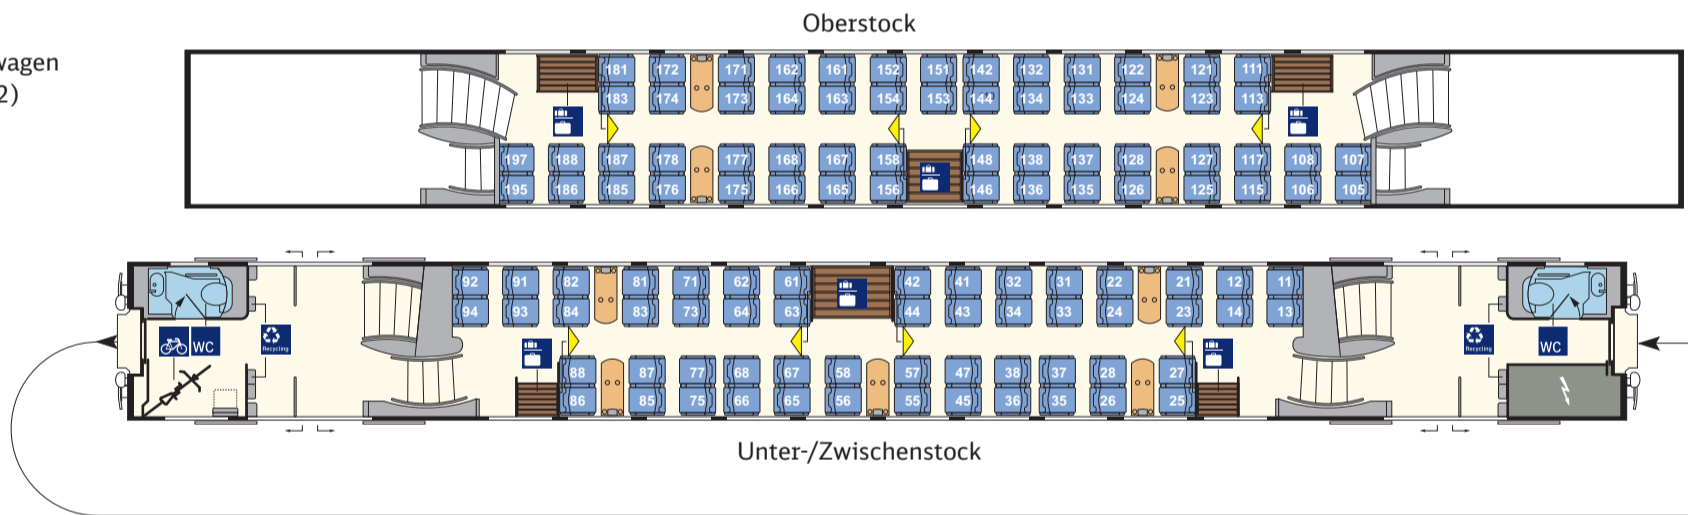 Oberstock
wagen
2)
181 172 171 162 161 152 151 142 132 131 122 121 111
183 174 173 164 163 154 153 144 134 133 124 123 113
197 188 187 178 177 168 167 158 148 138 137 128 127 117 108 107
195 186 185 176 175 166 165 156 146 136 135 126 125 115 106 105
92 91 82 81 71 62 61 42 41 32 31 22 21 12 11
94 93 84 83 73 64 63 44 43 34 33 24 23 14 13
WC Recycling Recycling WC
88 87 77 68 67 58 57 47 38 37 28 27
86 85 75 66 65 56 55 45 36 35 26 25
Unter-/Zwischenstock